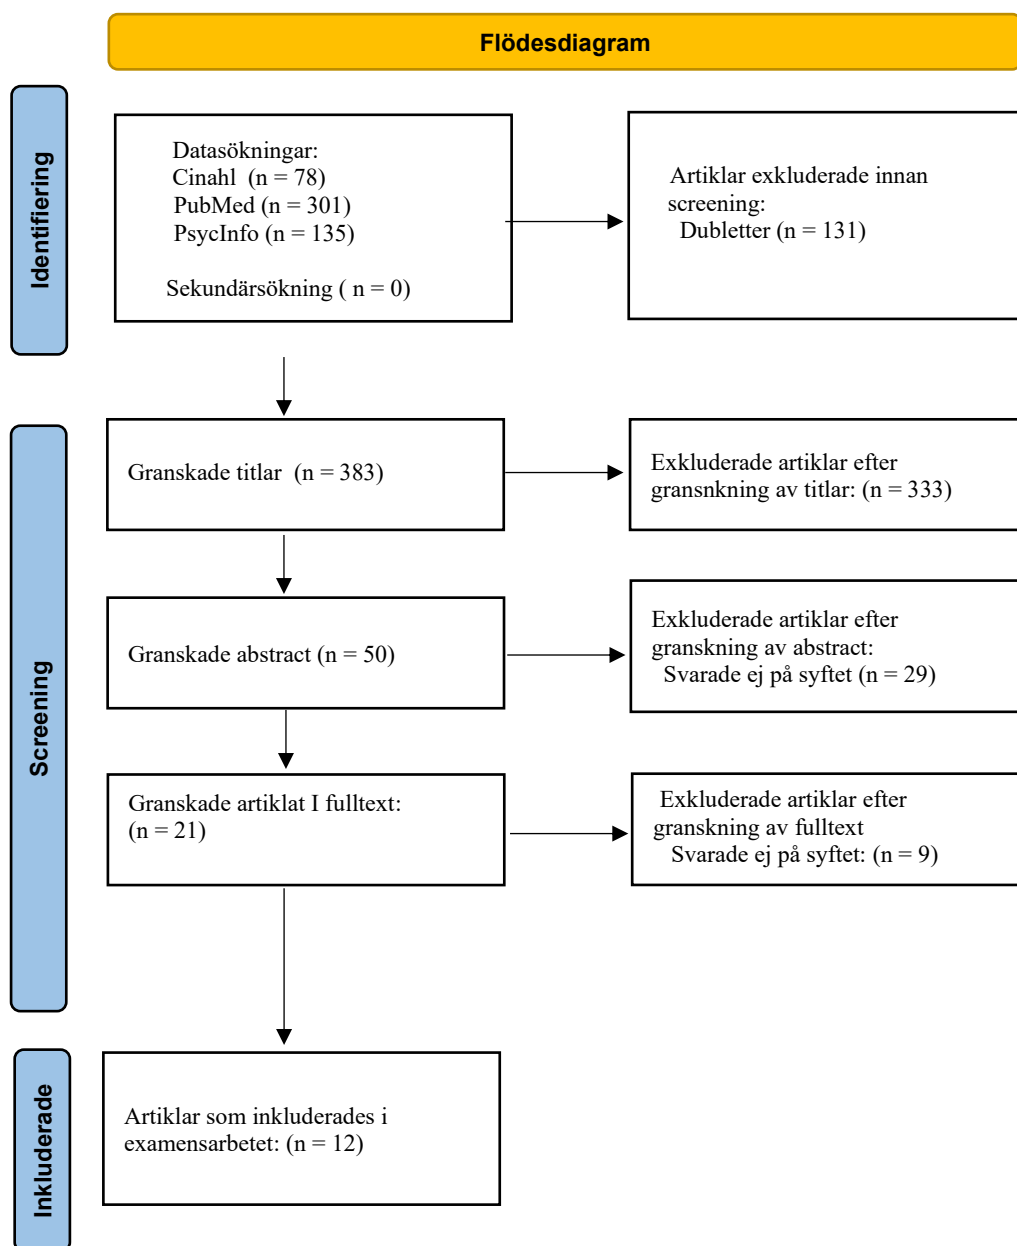 Flödesdiagram
Identifiering
Datasökningar:
Cinahl (n = 78)
PubMed (n = 301)
PsycInfo (n = 135)
Sekundärsökning ( n = 0)
Artiklar exkluderade innan
screening:
Dubletter (n = 131)
Screening
Granskade titlar (n = 383)
Exkluderade artiklar efter
gransnkning av titlar: (n = 333)
Granskade abstract (n = 50)
Exkluderade artiklar efter
granskning av abstract:
Svarade ej på syftet (n = 29)
Granskade artiklat I fulltext:
(n = 21)
Exkluderade artiklar efter
granskning av fulltext
Svarade ej på syftet: (n = 9)
Inkluderade
Artiklar som inkluderades i
examensarbetet: (n = 12)